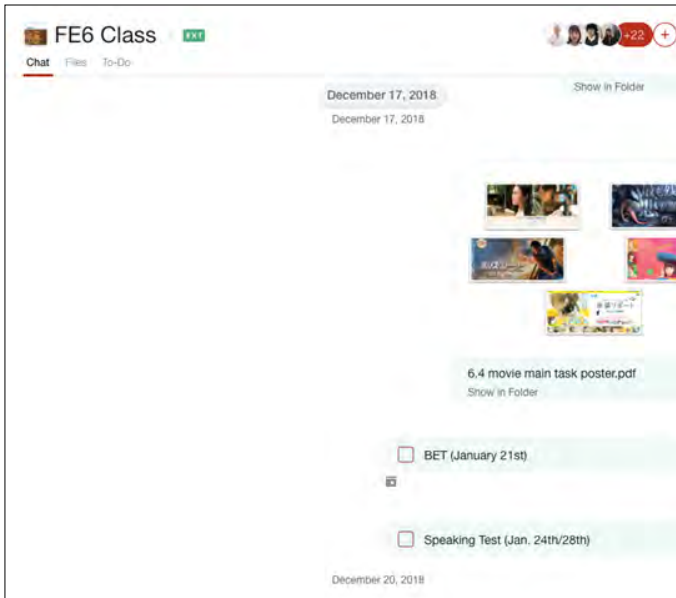 FE6 Class EXT
+22 +
Chat Files To-Do
Show in Folder
December 17, 2018
December 17, 2018
6.4 movie main task poster.pdf
Show in Folder
BET (January 21st)
Speaking Test (Jan. 24th/28th)
December 20, 2018